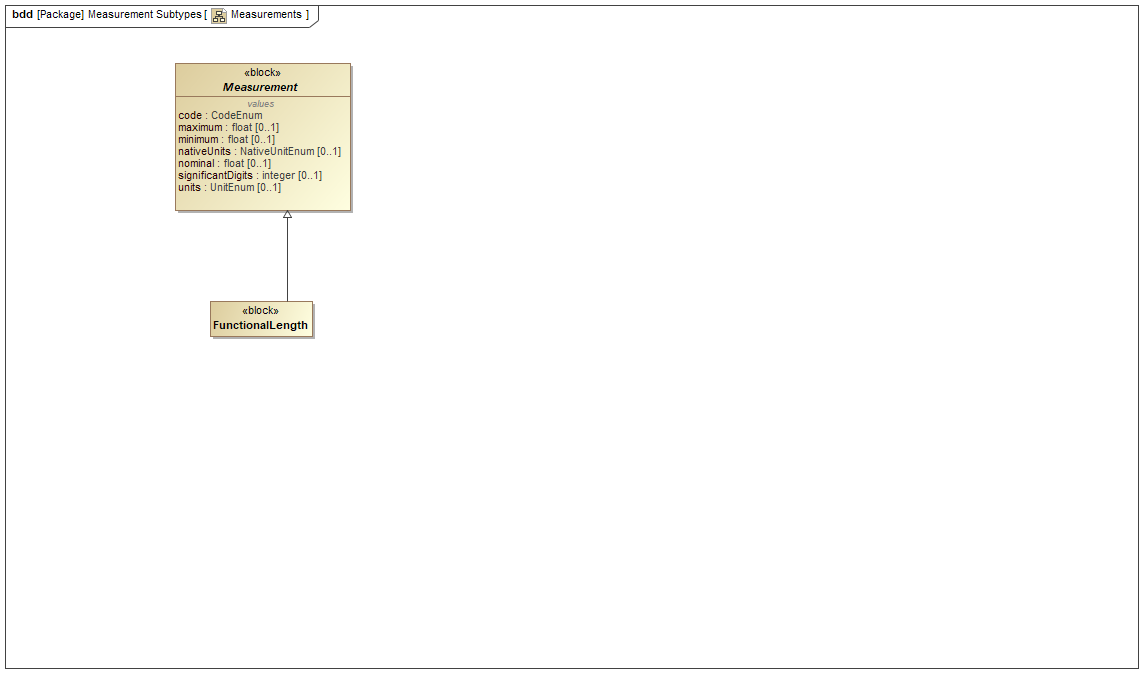 bdd [Package] Measurement Subtypes [ Measurements ]
«block»
Measurement
values
code : CodeEnum
maximum : float [0..1]
minimum : float [0..1]
nativeUnits : NativeUnitEnum [0..1]
nominal : float [0..1]
significantDigits : integer [0..1]
units : UnitEnum [0..1]
«block»
FunctionalLength